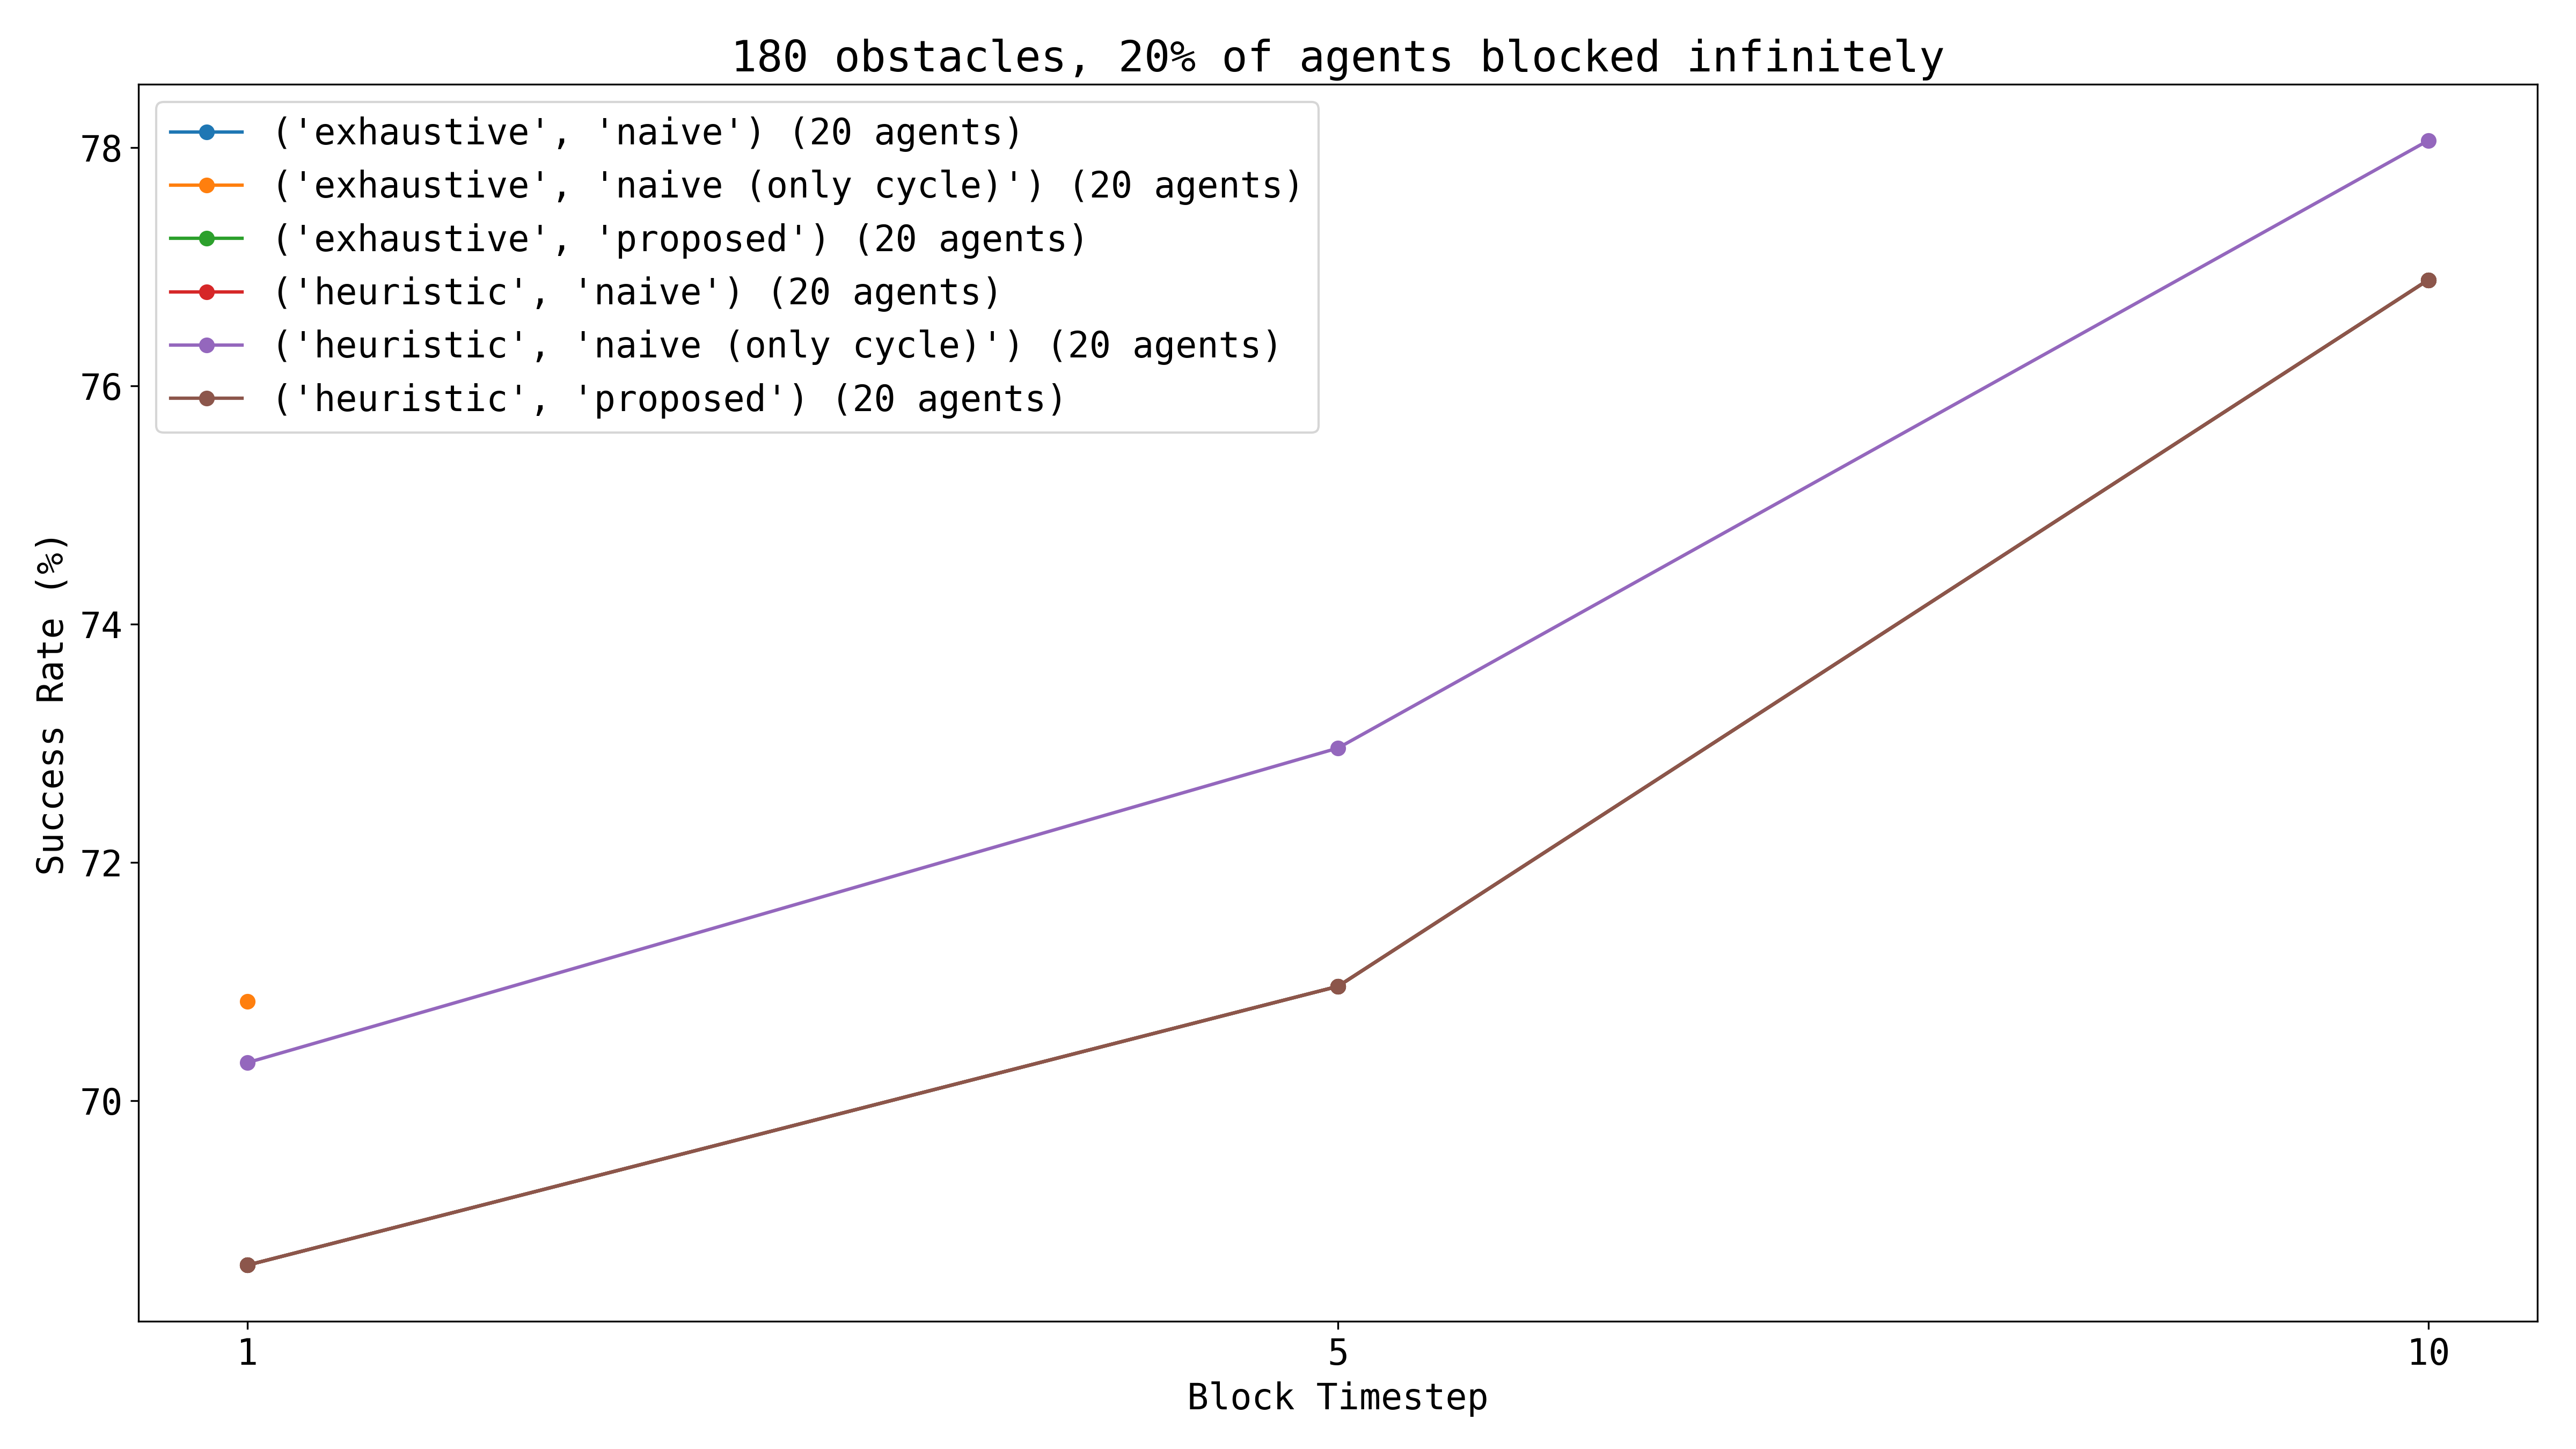 180 obstacles, 20% of agents blocked infinitely
('exhaustive', 'naive') (20 agents)
('exhaustive', 'naive (only cycle)') (20 agents)
('exhaustive', 'proposed') (20 agents)
('heuristic', 'naive') (20 agents)
('heuristic', 'naive (only cycle)') (20 agents)
('heuristic', 'proposed') (20 agents)
78
76
74
72
70
Success Rate (%)
1 5 10
Block Timestep